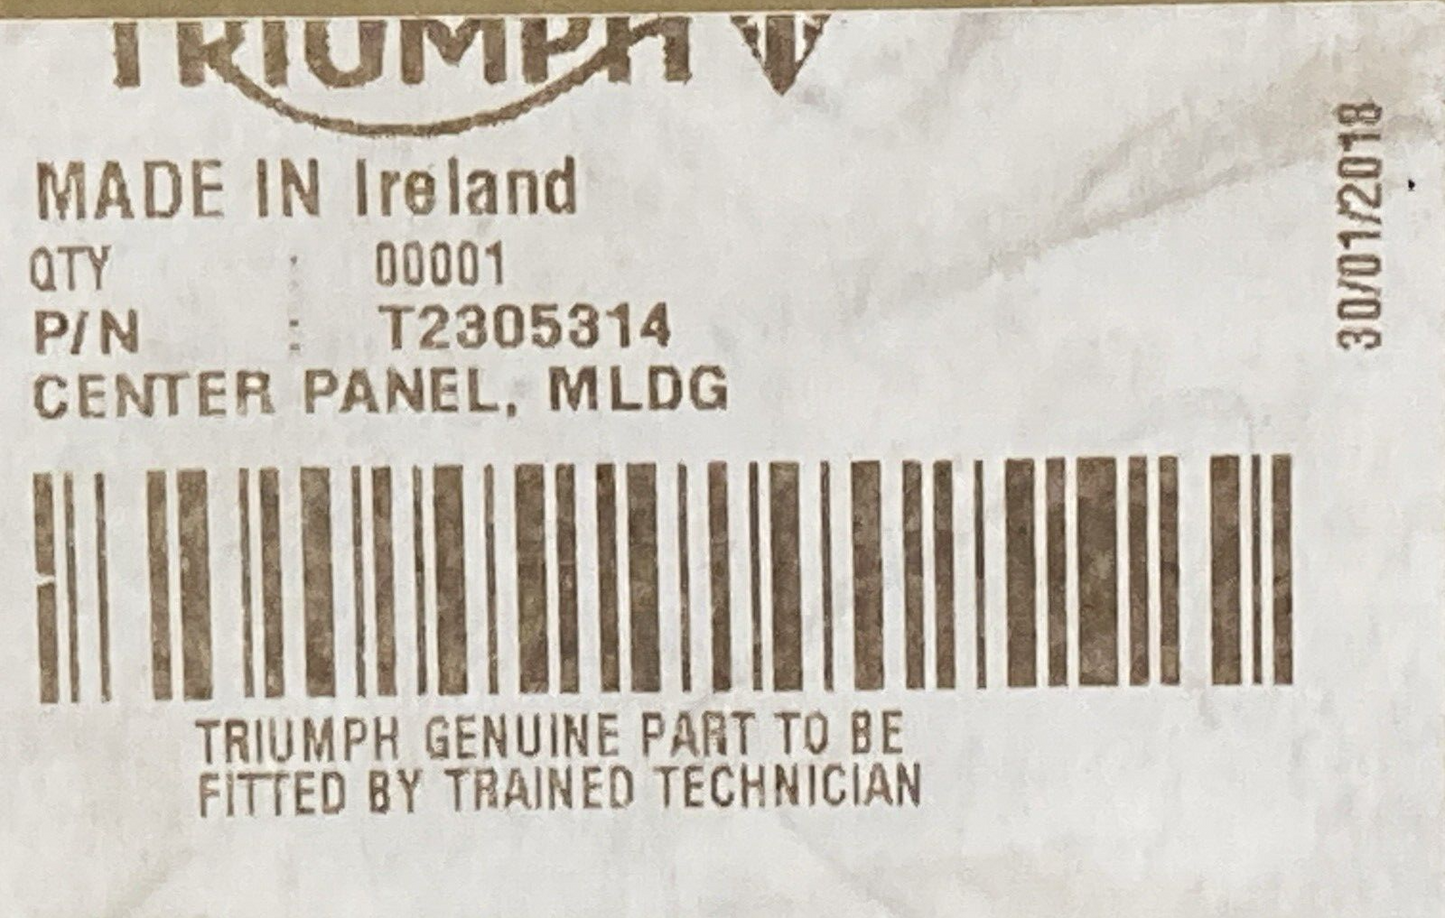 TRIUMPH
MADE IN Ireland
QTY : 00001
P/N : T2305314
CENTER PANEL, MLDG
TRIUMPH GENUINE PART TO BE
FITTED BY TRAINED TECHNICIAN
30/01/2018